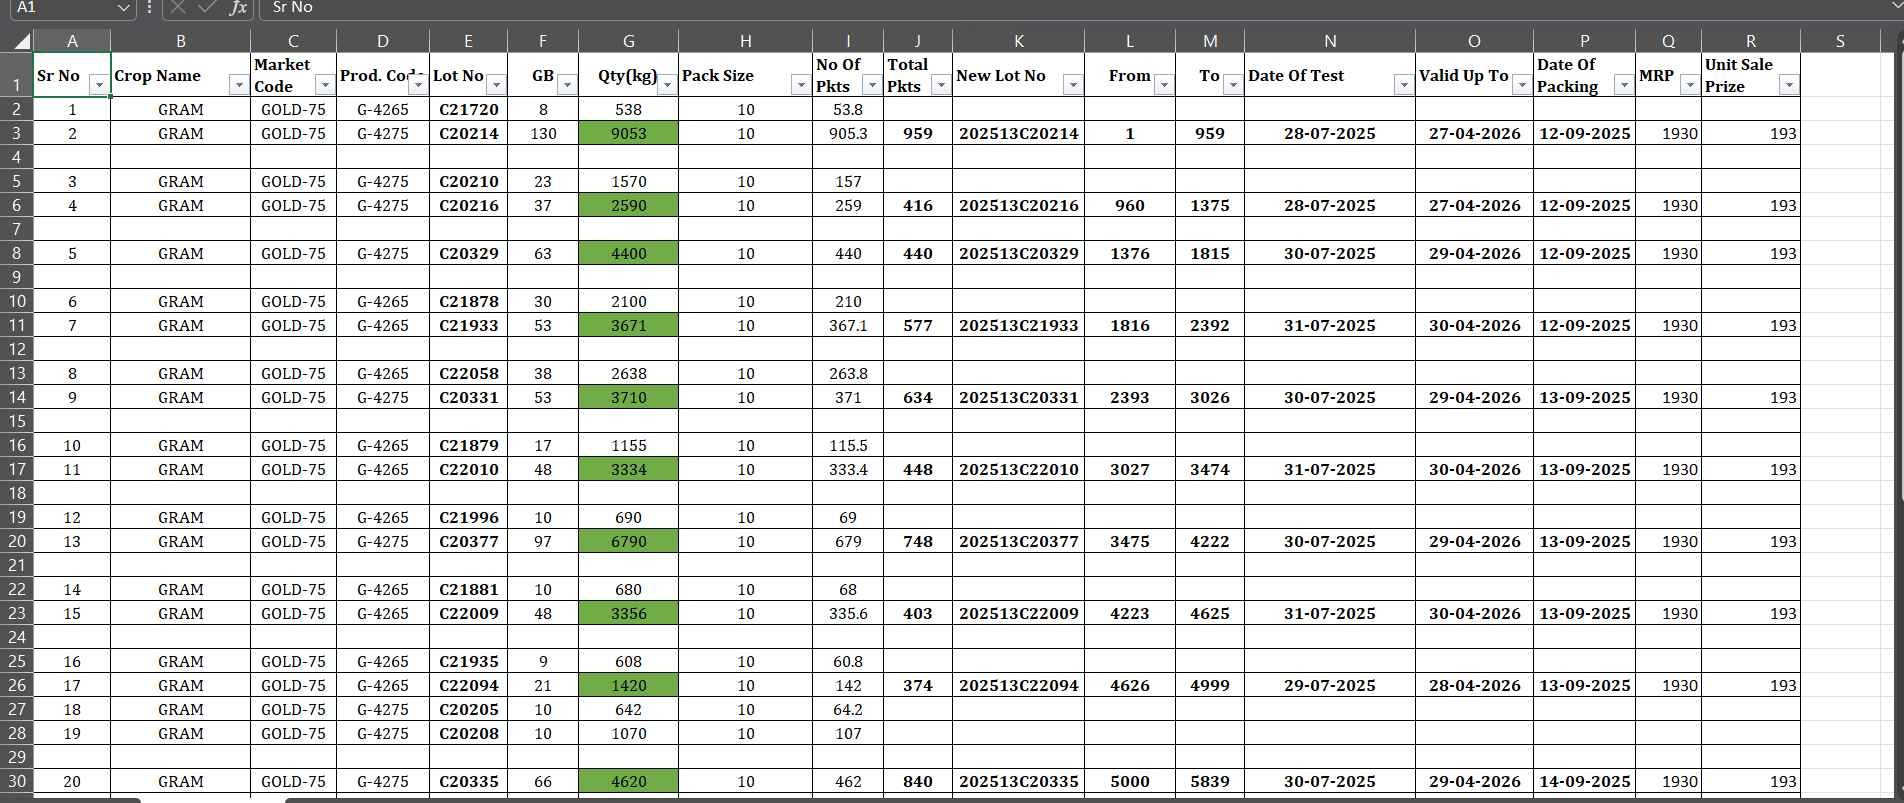 A1 fx Sr No
A B C D E F G H I J K L M N O P Q R S
1 Sr No Crop Name Market Code Prod. Code Lot No GB Qty(kg) Pack Size No Of Pkts Total Pkts New Lot No From To Date Of Test Valid Up To Date Of Packing MRP Unit Sale Prize
2 1 GRAM GOLD-75 G-4265 C21720 8 538 10 53.8
3 2 GRAM GOLD-75 G-4275 C20214 130 9053 10 905.3 959 202513C20214 1 959 28-07-2025 27-04-2026 12-09-2025 1930 193
4
5 3 GRAM GOLD-75 G-4275 C20210 23 1570 10 157
6 4 GRAM GOLD-75 G-4275 C20216 37 2590 10 259 416 202513C20216 960 1375 28-07-2025 27-04-2026 12-09-2025 1930 193
7
8 5 GRAM GOLD-75 G-4275 C20329 63 4400 10 440 440 202513C20329 1376 1815 30-07-2025 29-04-2026 12-09-2025 1930 193
9
10 6 GRAM GOLD-75 G-4265 C21878 30 2100 10 210
11 7 GRAM GOLD-75 G-4265 C21933 53 3671 10 367.1 577 202513C21933 1816 2392 31-07-2025 30-04-2026 12-09-2025 1930 193
12
13 8 GRAM GOLD-75 G-4265 C22058 38 2638 10 263.8
14 9 GRAM GOLD-75 G-4275 C20331 53 3710 10 371 634 202513C20331 2393 3026 30-07-2025 29-04-2026 13-09-2025 1930 193
15
16 10 GRAM GOLD-75 G-4265 C21879 17 1155 10 115.5
17 11 GRAM GOLD-75 G-4265 C22010 48 3334 10 333.4 448 202513C22010 3027 3474 31-07-2025 30-04-2026 13-09-2025 1930 193
18
19 12 GRAM GOLD-75 G-4265 C21996 10 690 10 69
20 13 GRAM GOLD-75 G-4275 C20377 97 6790 10 679 748 202513C20377 3475 4222 30-07-2025 29-04-2026 13-09-2025 1930 193
21
22 14 GRAM GOLD-75 G-4265 C21881 10 680 10 68
23 15 GRAM GOLD-75 G-4265 C22009 48 3356 10 335.6 403 202513C22009 4223 4625 31-07-2025 30-04-2026 13-09-2025 1930 193
24
25 16 GRAM GOLD-75 G-4265 C21935 9 608 10 60.8
26 17 GRAM GOLD-75 G-4265 C22094 21 1420 10 142 374 202513C22094 4626 4999 29-07-2025 28-04-2026 13-09-2025 1930 193
27 18 GRAM GOLD-75 G-4275 C20205 10 642 10 64.2
28 19 GRAM GOLD-75 G-4275 C20208 10 1070 10 107
29
30 20 GRAM GOLD-75 G-4275 C20335 66 4620 10 462 840 202513C20335 5000 5839 30-07-2025 29-04-2026 14-09-2025 1930 193